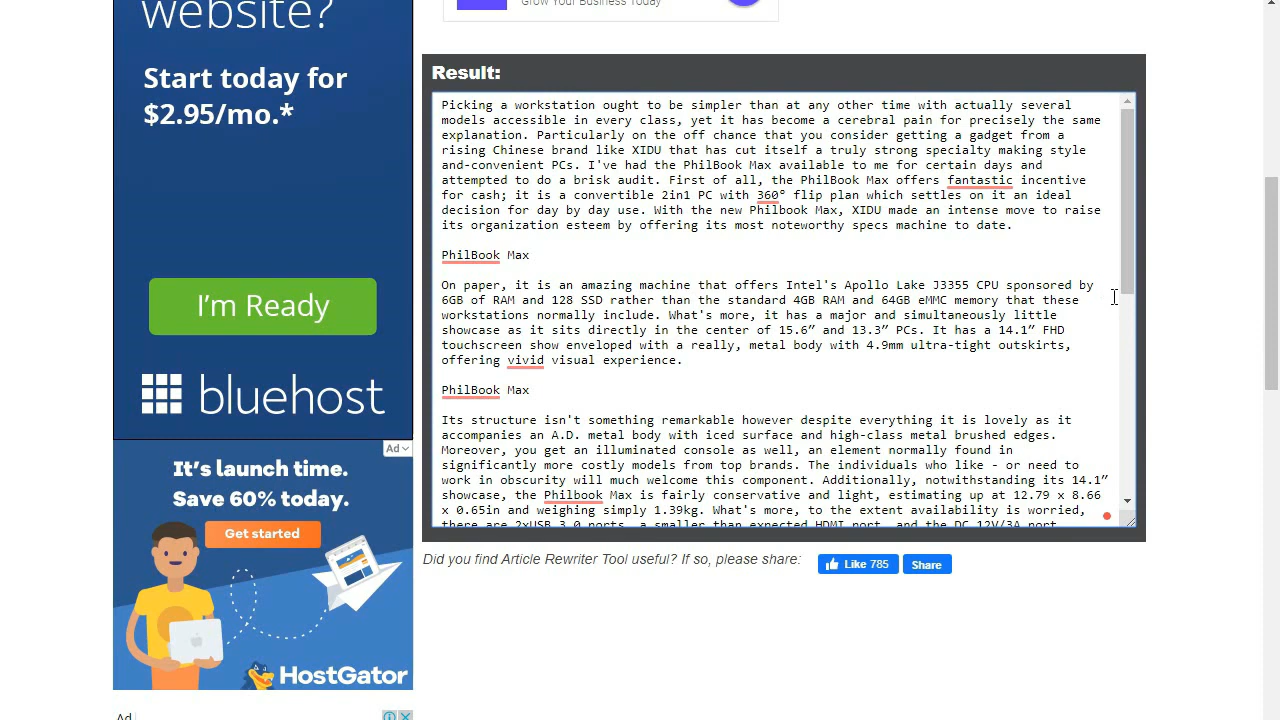 website?
Start today for
$2.95/mo.*
I'm Ready
bluehost
Ad
It's launch time.
Save 60% today.
Get started
HostGator
Ad
Grow Your Business Today
Result:
Picking a workstation ought to be simpler than at any other time with actually several
models accessible in every class, yet it has become a cerebral pain for precisely the same
explanation. Particularly on the off chance that you consider getting a gadget from a
rising Chinese brand like XIDU that has cut itself a truly strong specialty making style
and-convenient PCs. I've had the PhilBook Max available to me for certain days and
attempted to do a brisk audit. First of all, the PhilBook Max offers fantastic incentive
for cash; it is a convertible 2in1 PC with 360° flip plan which settles on it an ideal
decision for day by day use. With the new Philbook Max, XIDU made an intense move to raise
its organization esteem by offering its most noteworthy specs machine to date.
PhilBook Max
On paper, it is an amazing machine that offers Intel's Apollo Lake J3355 CPU sponsored by
6GB of RAM and 128 SSD rather than the standard 4GB RAM and 64GB eMMC memory that these
workstations normally include. What's more, it has a major and simultaneously little
showcase as it sits directly in the center of 15.6” and 13.3” PCs. It has a 14.1” FHD
touchscreen show enveloped with a really, metal body with 4.9mm ultra-tight outskirts,
offering vivid visual experience.
PhilBook Max
Its structure isn't something remarkable however despite everything it is lovely as it
accompanies an A.D. metal body with iced surface and high-class metal brushed edges.
Moreover, you get an illuminated console as well, an element normally found in
significantly more costly models from top brands. The individual who like - or need to
work in obscurity will much welcome this component. Additionally, notwithstanding its 14.1”
showcase, the Philbook Max is fairly conservative and light, estimating up at 12.79 x 8.66
x 0.65in and weighing simply 1.39kg. What's more, to the extent availability is worried,
there are 2xUSB 3.0 ports, a smaller than expected HDMI port, and the DC 12V/3A port
Did you find Article Rewriter Tool useful? If so, please share:
Like 785
Share